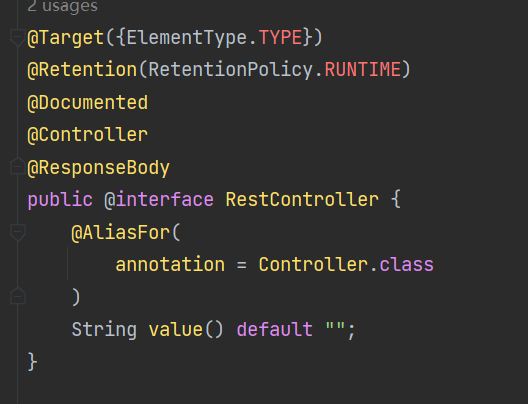 2 usages
@Target({ElementType.TYPE})
@Retention(RetentionPolicy.RUNTIME)
@Documented
@Controller
@ResponseBody
public @interface RestController {
    @AliasFor(
        annotation = Controller.class
    )
    String value() default "";
}